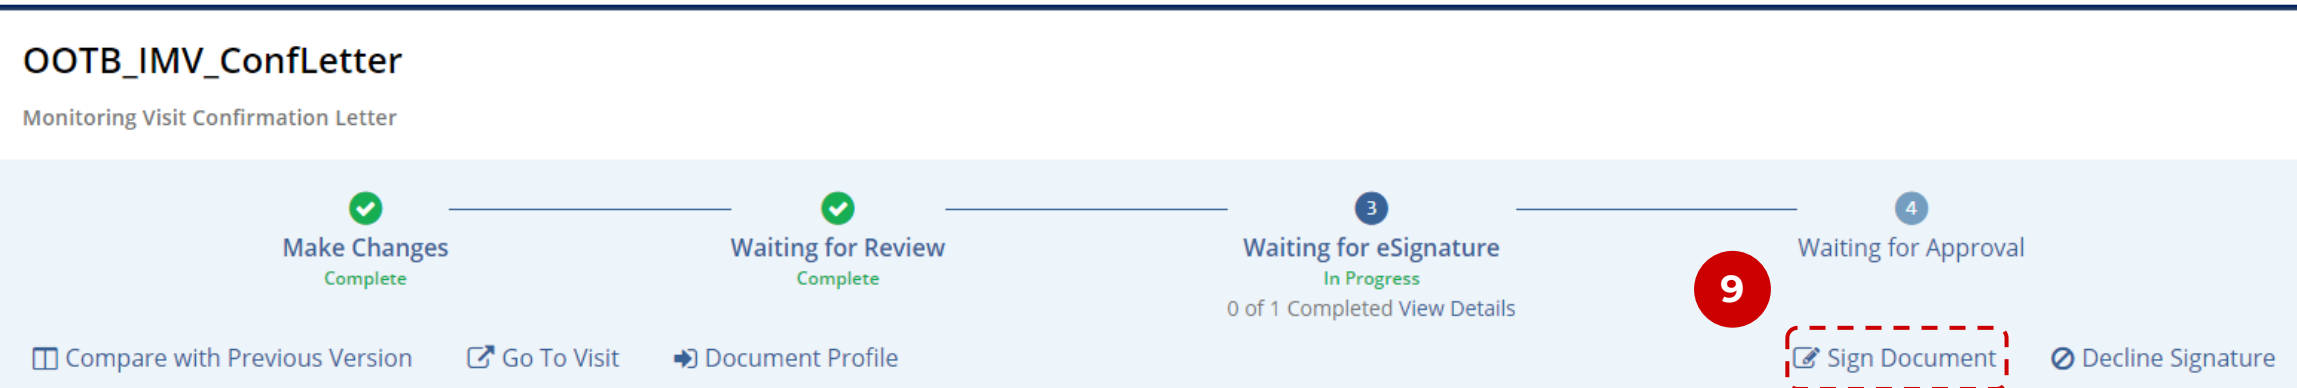 OOTB_IMV_ConfLetter
Monitoring Visit Confirmation Letter
3
4
Make Changes
Waiting for Review
Waiting for eSignature
Waiting for Approval
Complete
Complete
In Progress
9
0 of 1 Completed View Details
Compare with Previous Version
Go To Visit
Document Profile
Sign Document
Decline Signature